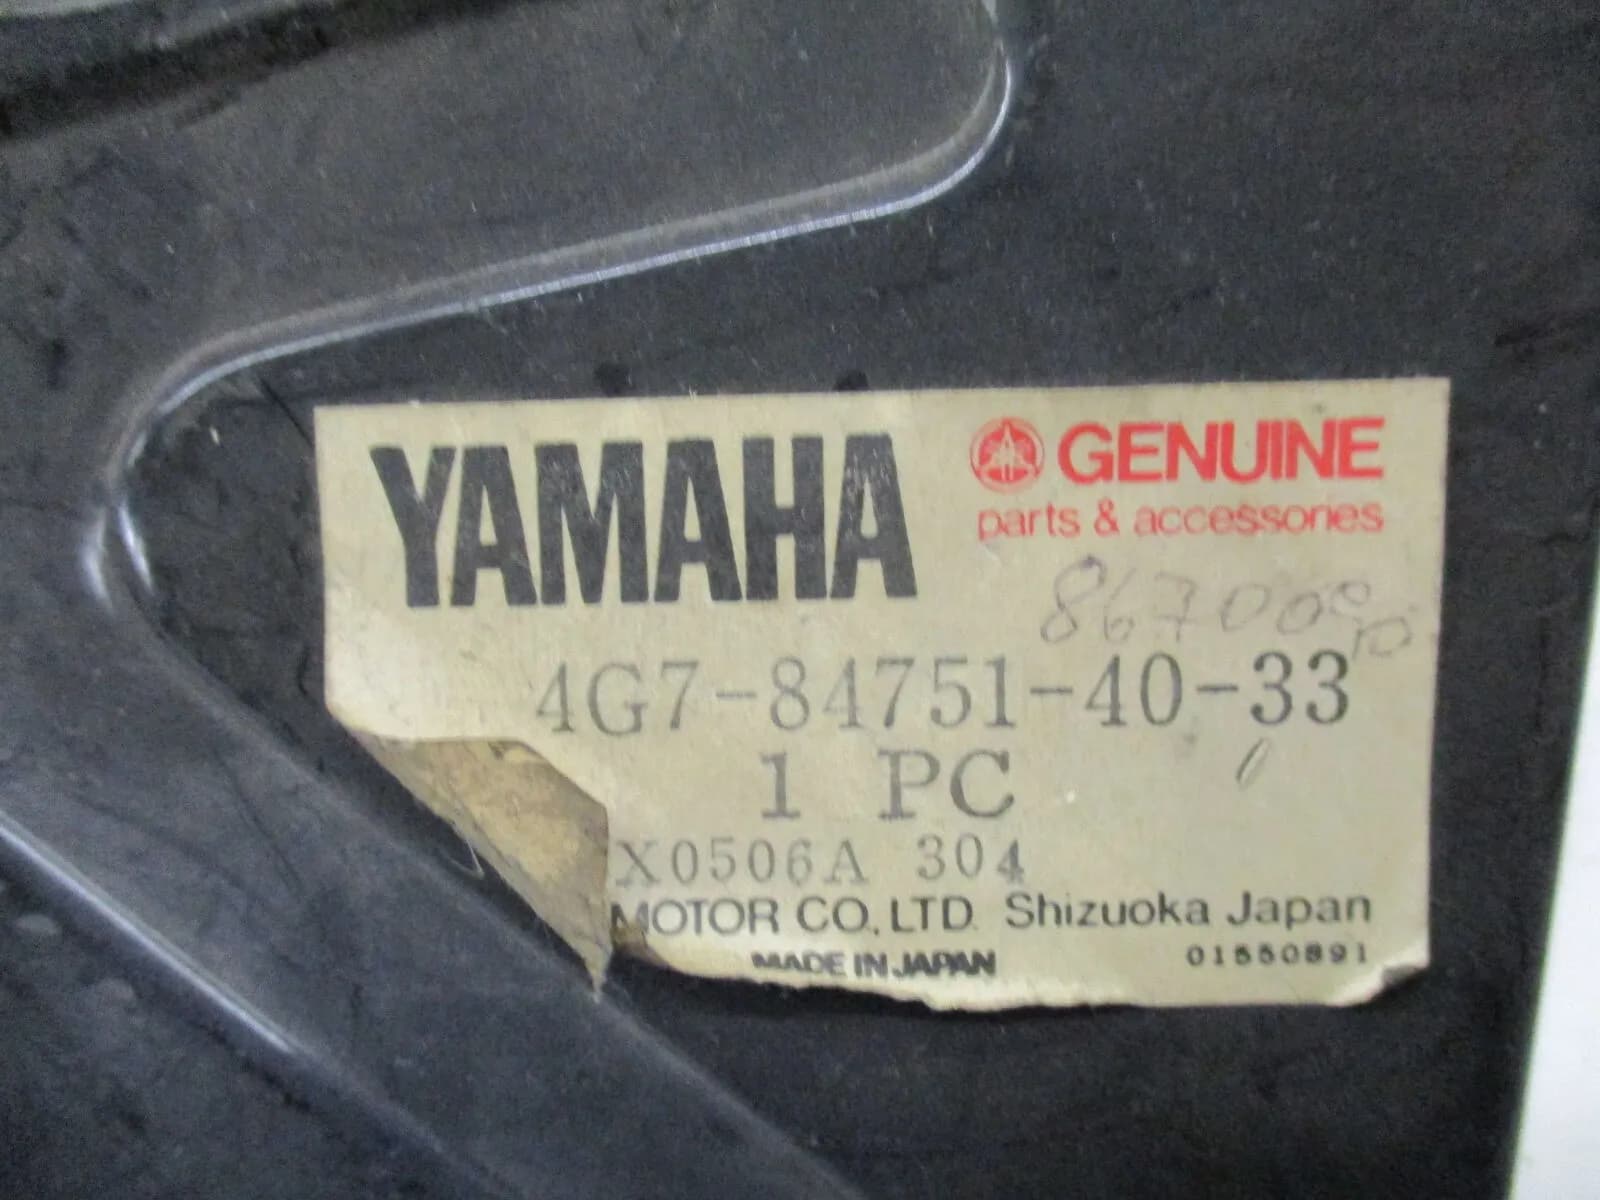 YAMAHA
GENUINE
parts & accessories
4G7-84751-40-33
1 PC
X0506A 304
MOTOR CO., LTD. Shizuoka Japan
MADE IN JAPAN
01550891